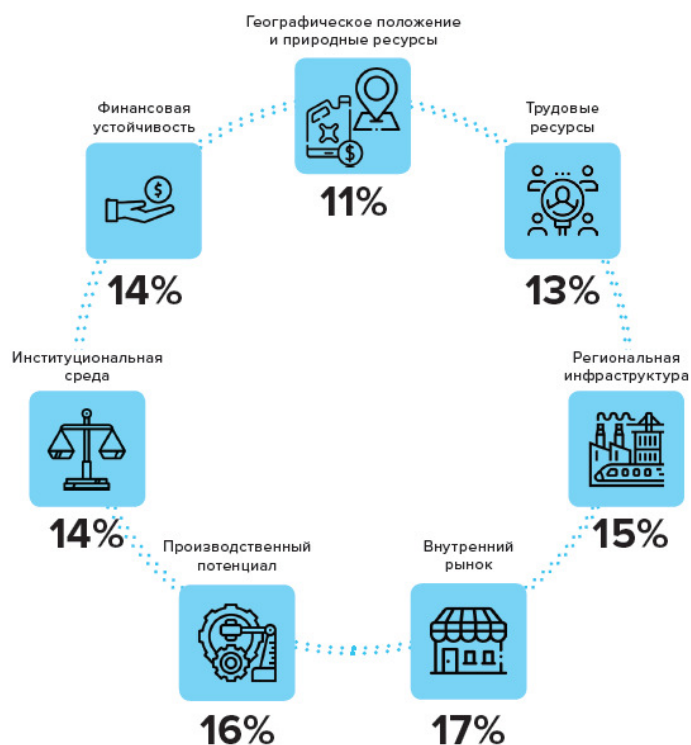 Географическое положение
и природные ресурсы
11%
Трудовые
ресурсы
13%
Региональная
инфраструктура
15%
Внутренний
рынок
17%
Производственный
потенциал
16%
Институциональная
среда
14%
Финансовая
устойчивость
14%
$
$